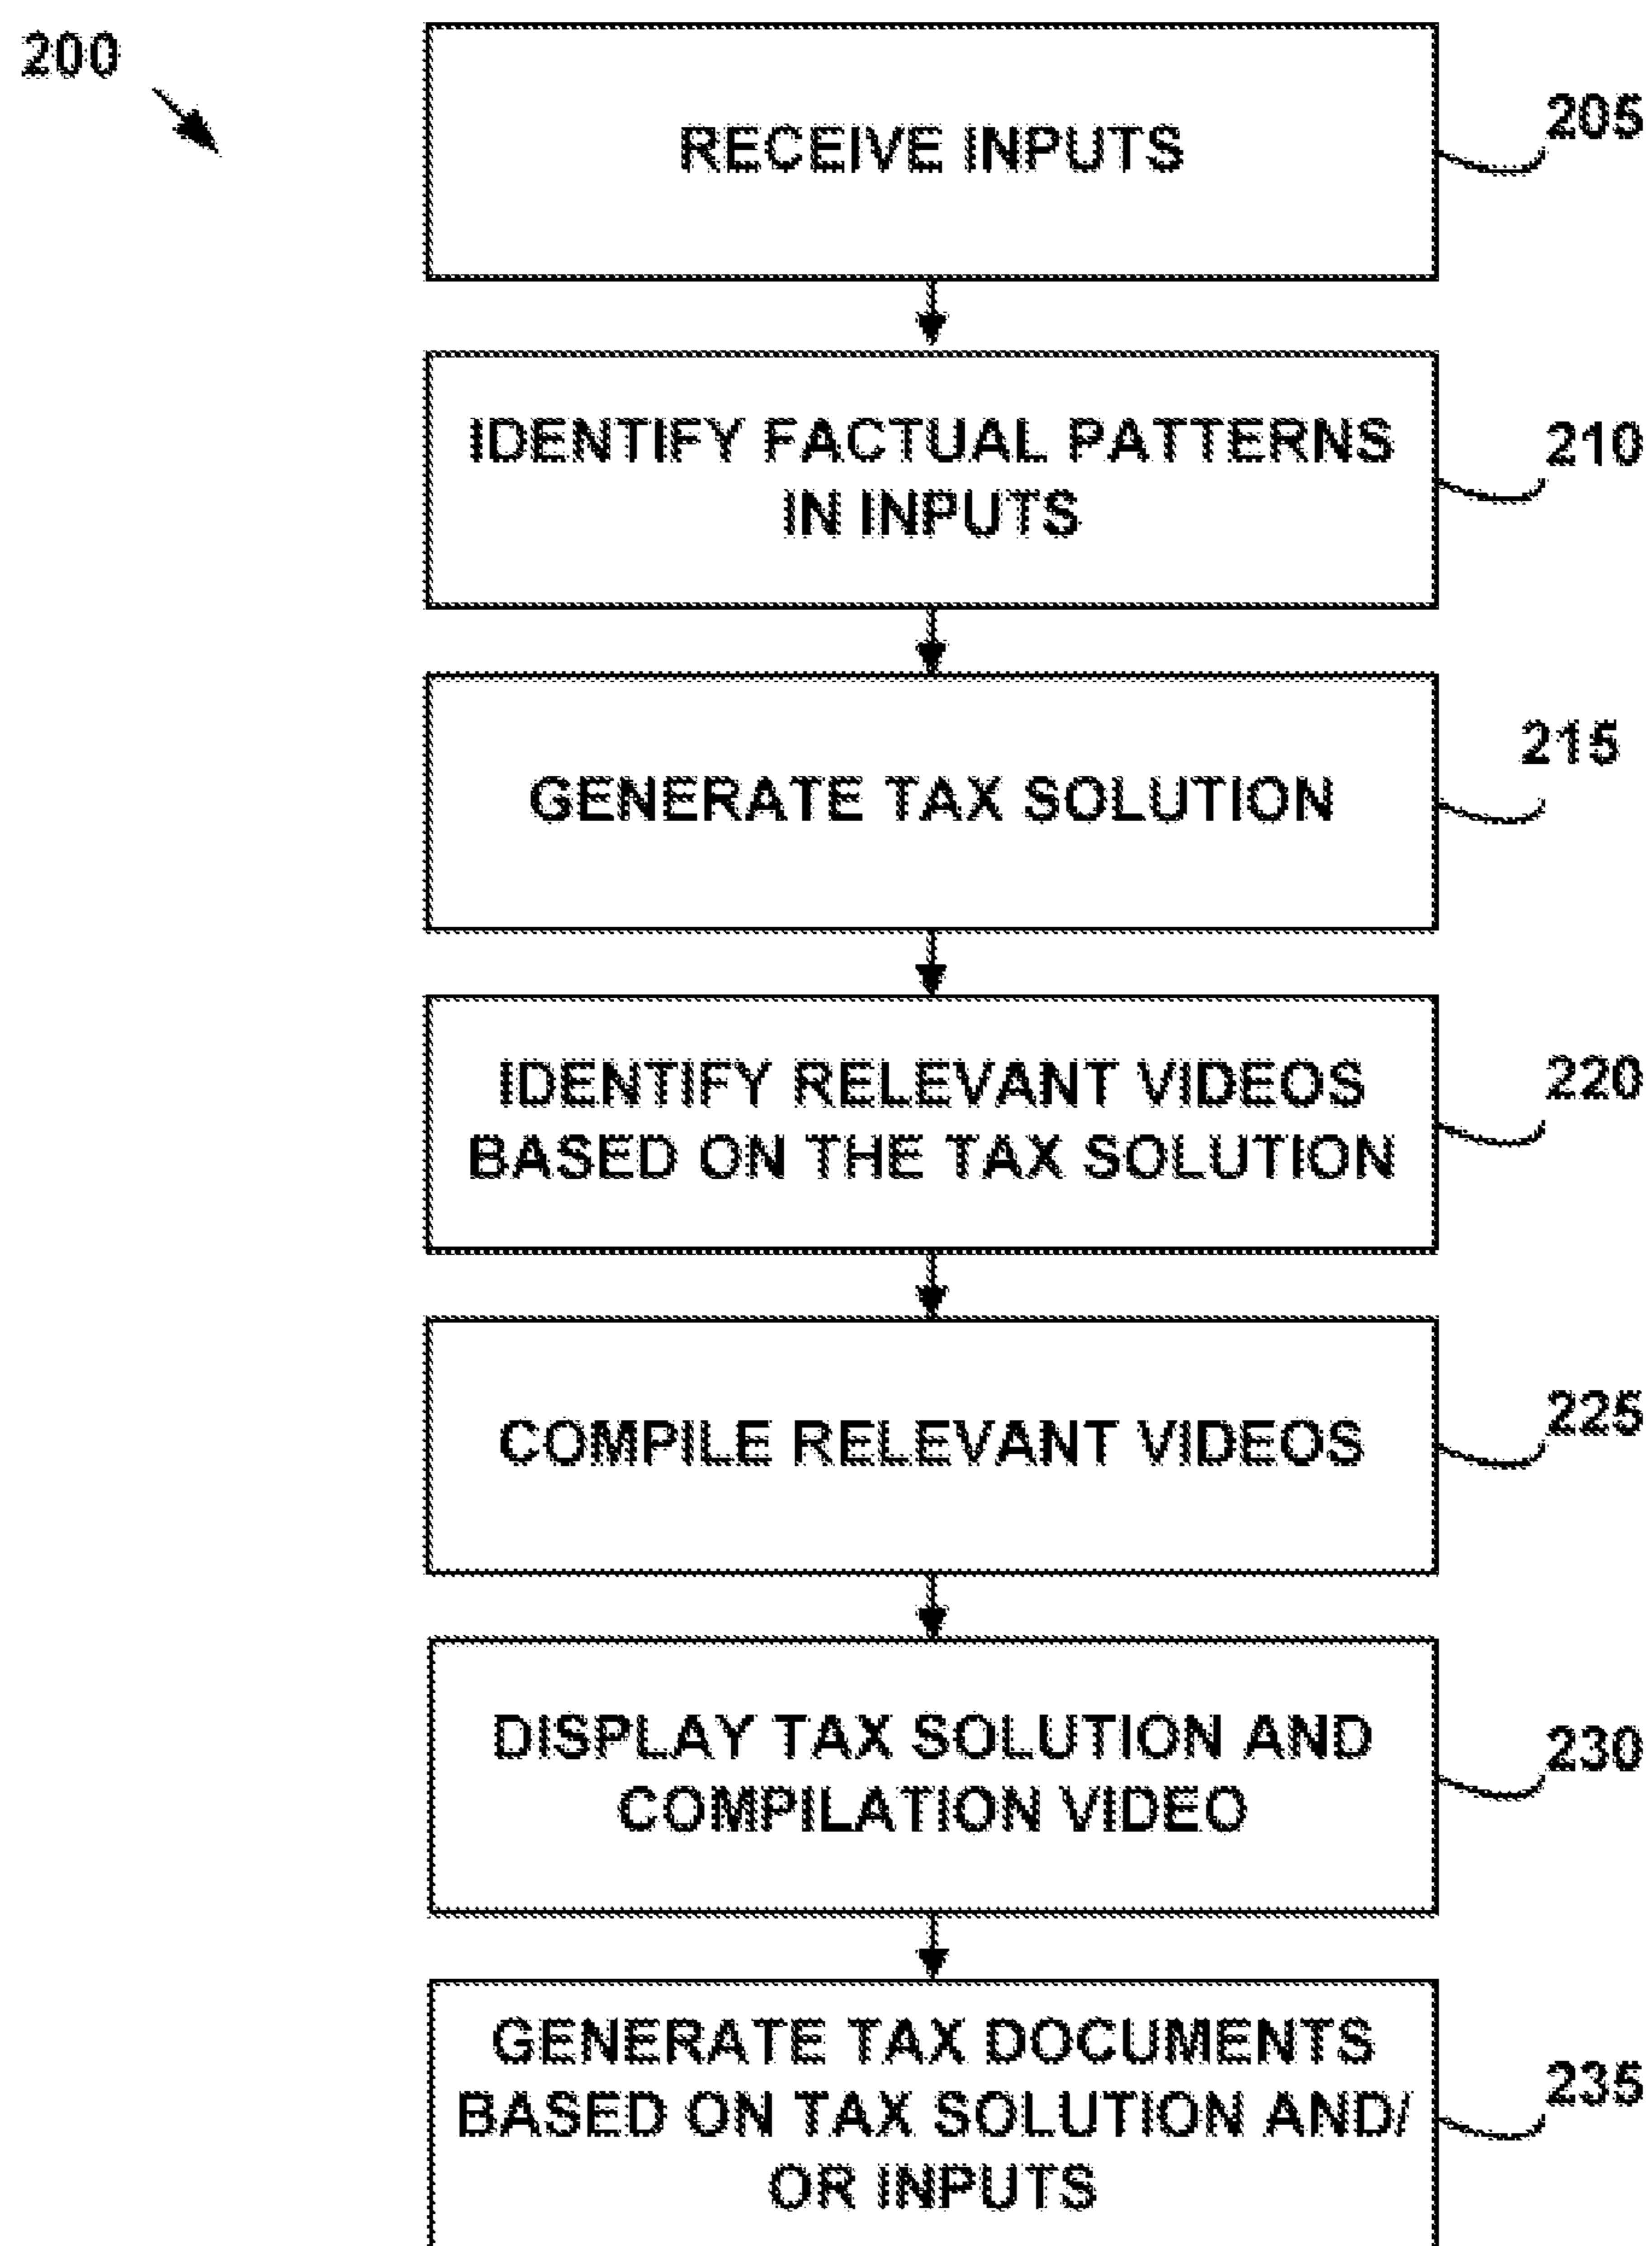 200
RECEIVE INPUTS
205
IDENTIFY FACTUAL PATTERNS
IN INPUTS
210
GENERATE TAX SOLUTION
215
IDENTIFY RELEVANT VIDEOS
BASED ON THE TAX SOLUTION
220
COMPILE RELEVANT VIDEOS
225
DISPLAY TAX SOLUTION AND
COMPILATION VIDEO
230
GENERATE TAX DOCUMENTS
BASED ON TAX SOLUTION AND/
OR INPUTS
235